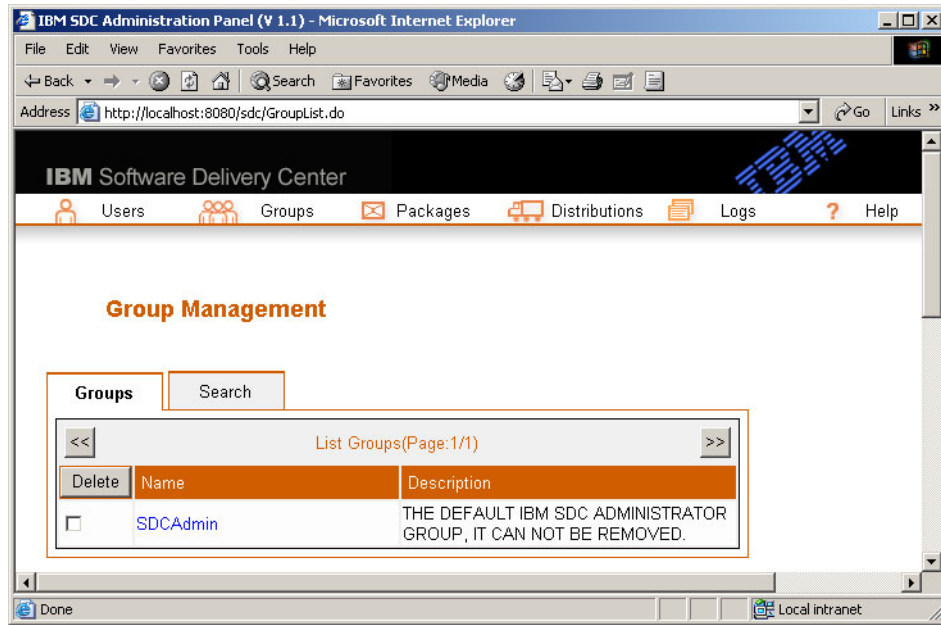 IBM SDC Administration Panel (V 1.1) - Microsoft Internet Explorer
File Edit View Favorites Tools Help
Back Search Favorites Media
Address http://localhost:8080/sdc/GroupList.do Go Links »
IBM Software Delivery Center IBM
Users Groups Packages Distributions Logs ? Help
Group Management
Groups Search
<< List Groups(Page:1/1) >>
Delete Name Description
SDCAdmin THE DEFAULT IBM SDC ADMINISTRATOR
GROUP, IT CAN NOT BE REMOVED.
Done Local intranet